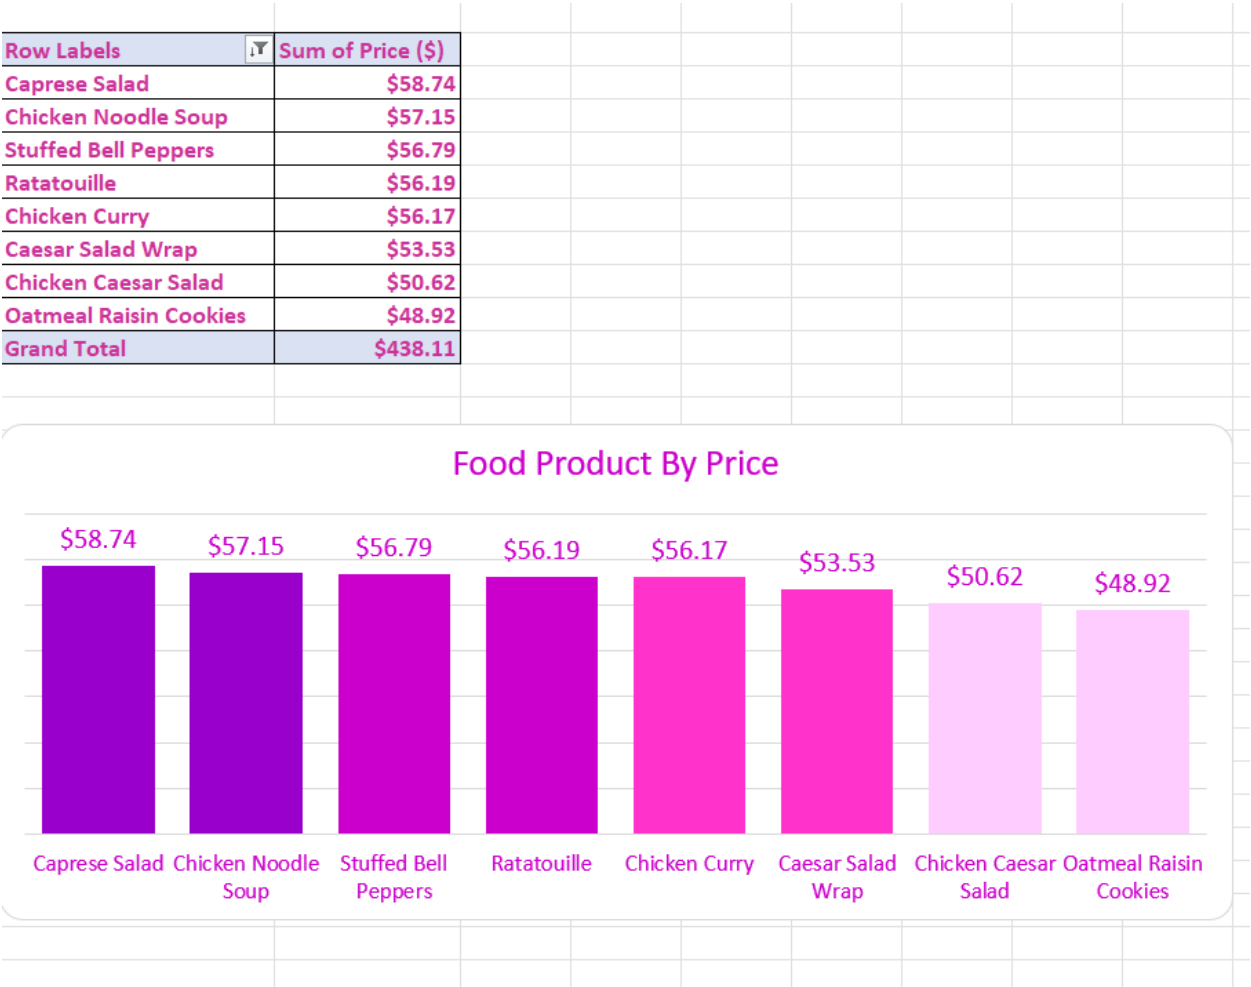 Row Labels Sum of Price ($)
Caprese Salad $58.74
Chicken Noodle Soup $57.15
Stuffed Bell Peppers $56.79
Ratatouille $56.19
Chicken Curry $56.17
Caesar Salad Wrap $53.53
Chicken Caesar Salad $50.62
Oatmeal Raisin Cookies $48.92
Grand Total $438.11
Food Product By Price
$58.74 $57.15 $56.79 $56.19 $56.17 $53.53 $50.62 $48.92
Caprese Salad Chicken Noodle Stuffed Bell Ratatouille Chicken Curry Caesar Salad Chicken Caesar Oatmeal Raisin
Soup Peppers Wrap Salad Cookies